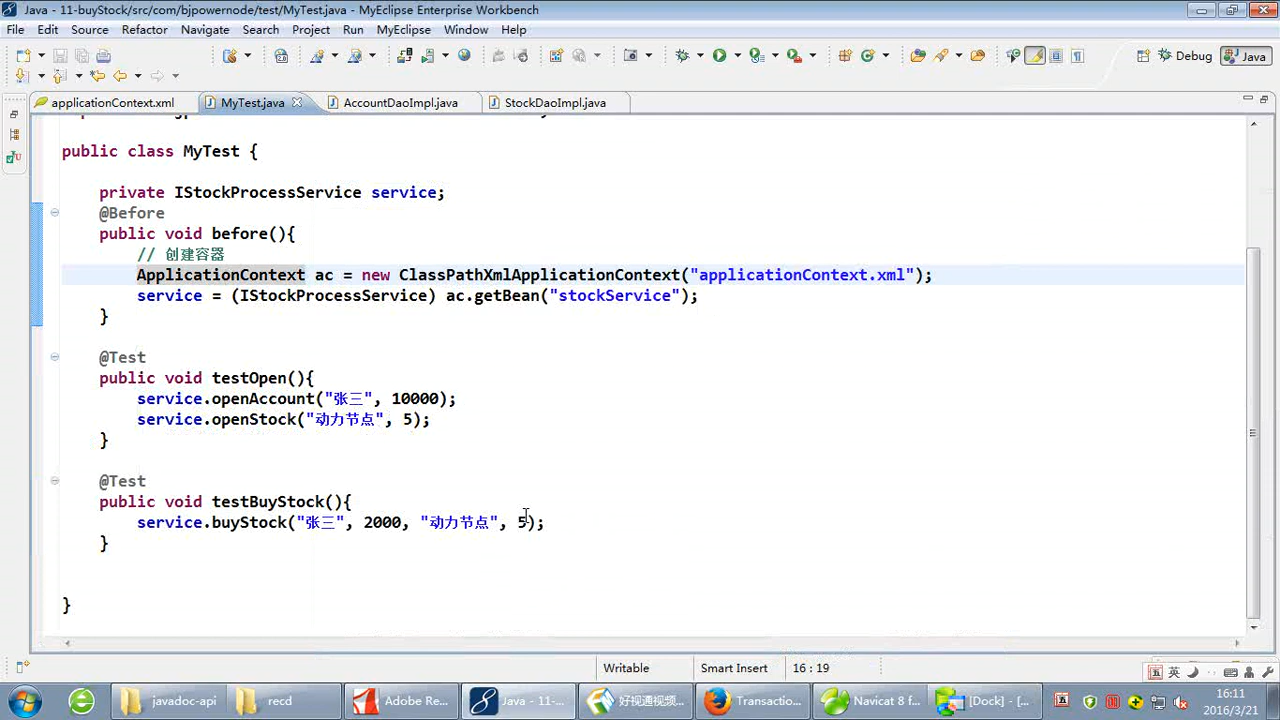 Java - 11-buyStock/src/com/bjpowernode/test/MyTest.java - MyEclipse Enterprise Workbench
File Edit Source Refactor Navigate Search Project Run MyEclipse Window Help
Debug Java
applicationContext.xml MyTest.java AccountDaoImpl.java StockDaoImpl.java
public class MyTest {
private IStockProcessService service;
@Before
public void before(){
// 创建容器
ApplicationContext ac = new ClassPathXmlApplicationContext("applicationContext.xml");
service = (IStockProcessService) ac.getBean("stockService");
}
@Test
public void testOpen(){
service.openAccount("张三", 10000);
service.openStock("动力节点", 5);
}
@Test
public void testBuyStock(){
service.buyStock("张三", 2000, "动力节点", 5);
}
}
Writable Smart Insert 16 : 19
英
javadoc-api recd Adobe Re... Java - 11-... 好视通视频... Transactio... Navicat 8 f... [Dock] - [...
16:11
2016/3/21